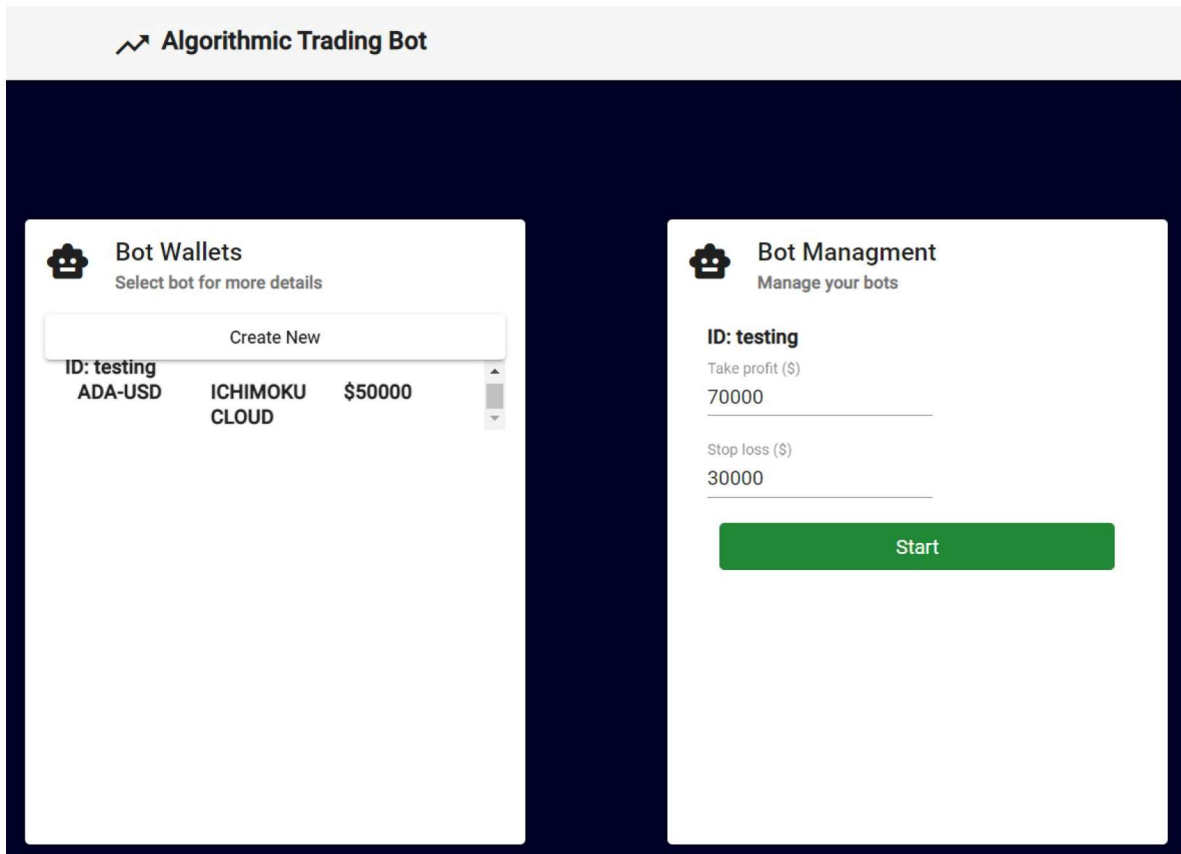 Algorithmic Trading Bot
Bot Wallets
Select bot for more details
Create New
ID: testing
ADA-USD ICHIMOKU $50000
CLOUD
Bot Managment
Manage your bots
ID: testing
Take profit ($)
70000
Stop loss ($)
30000
Start